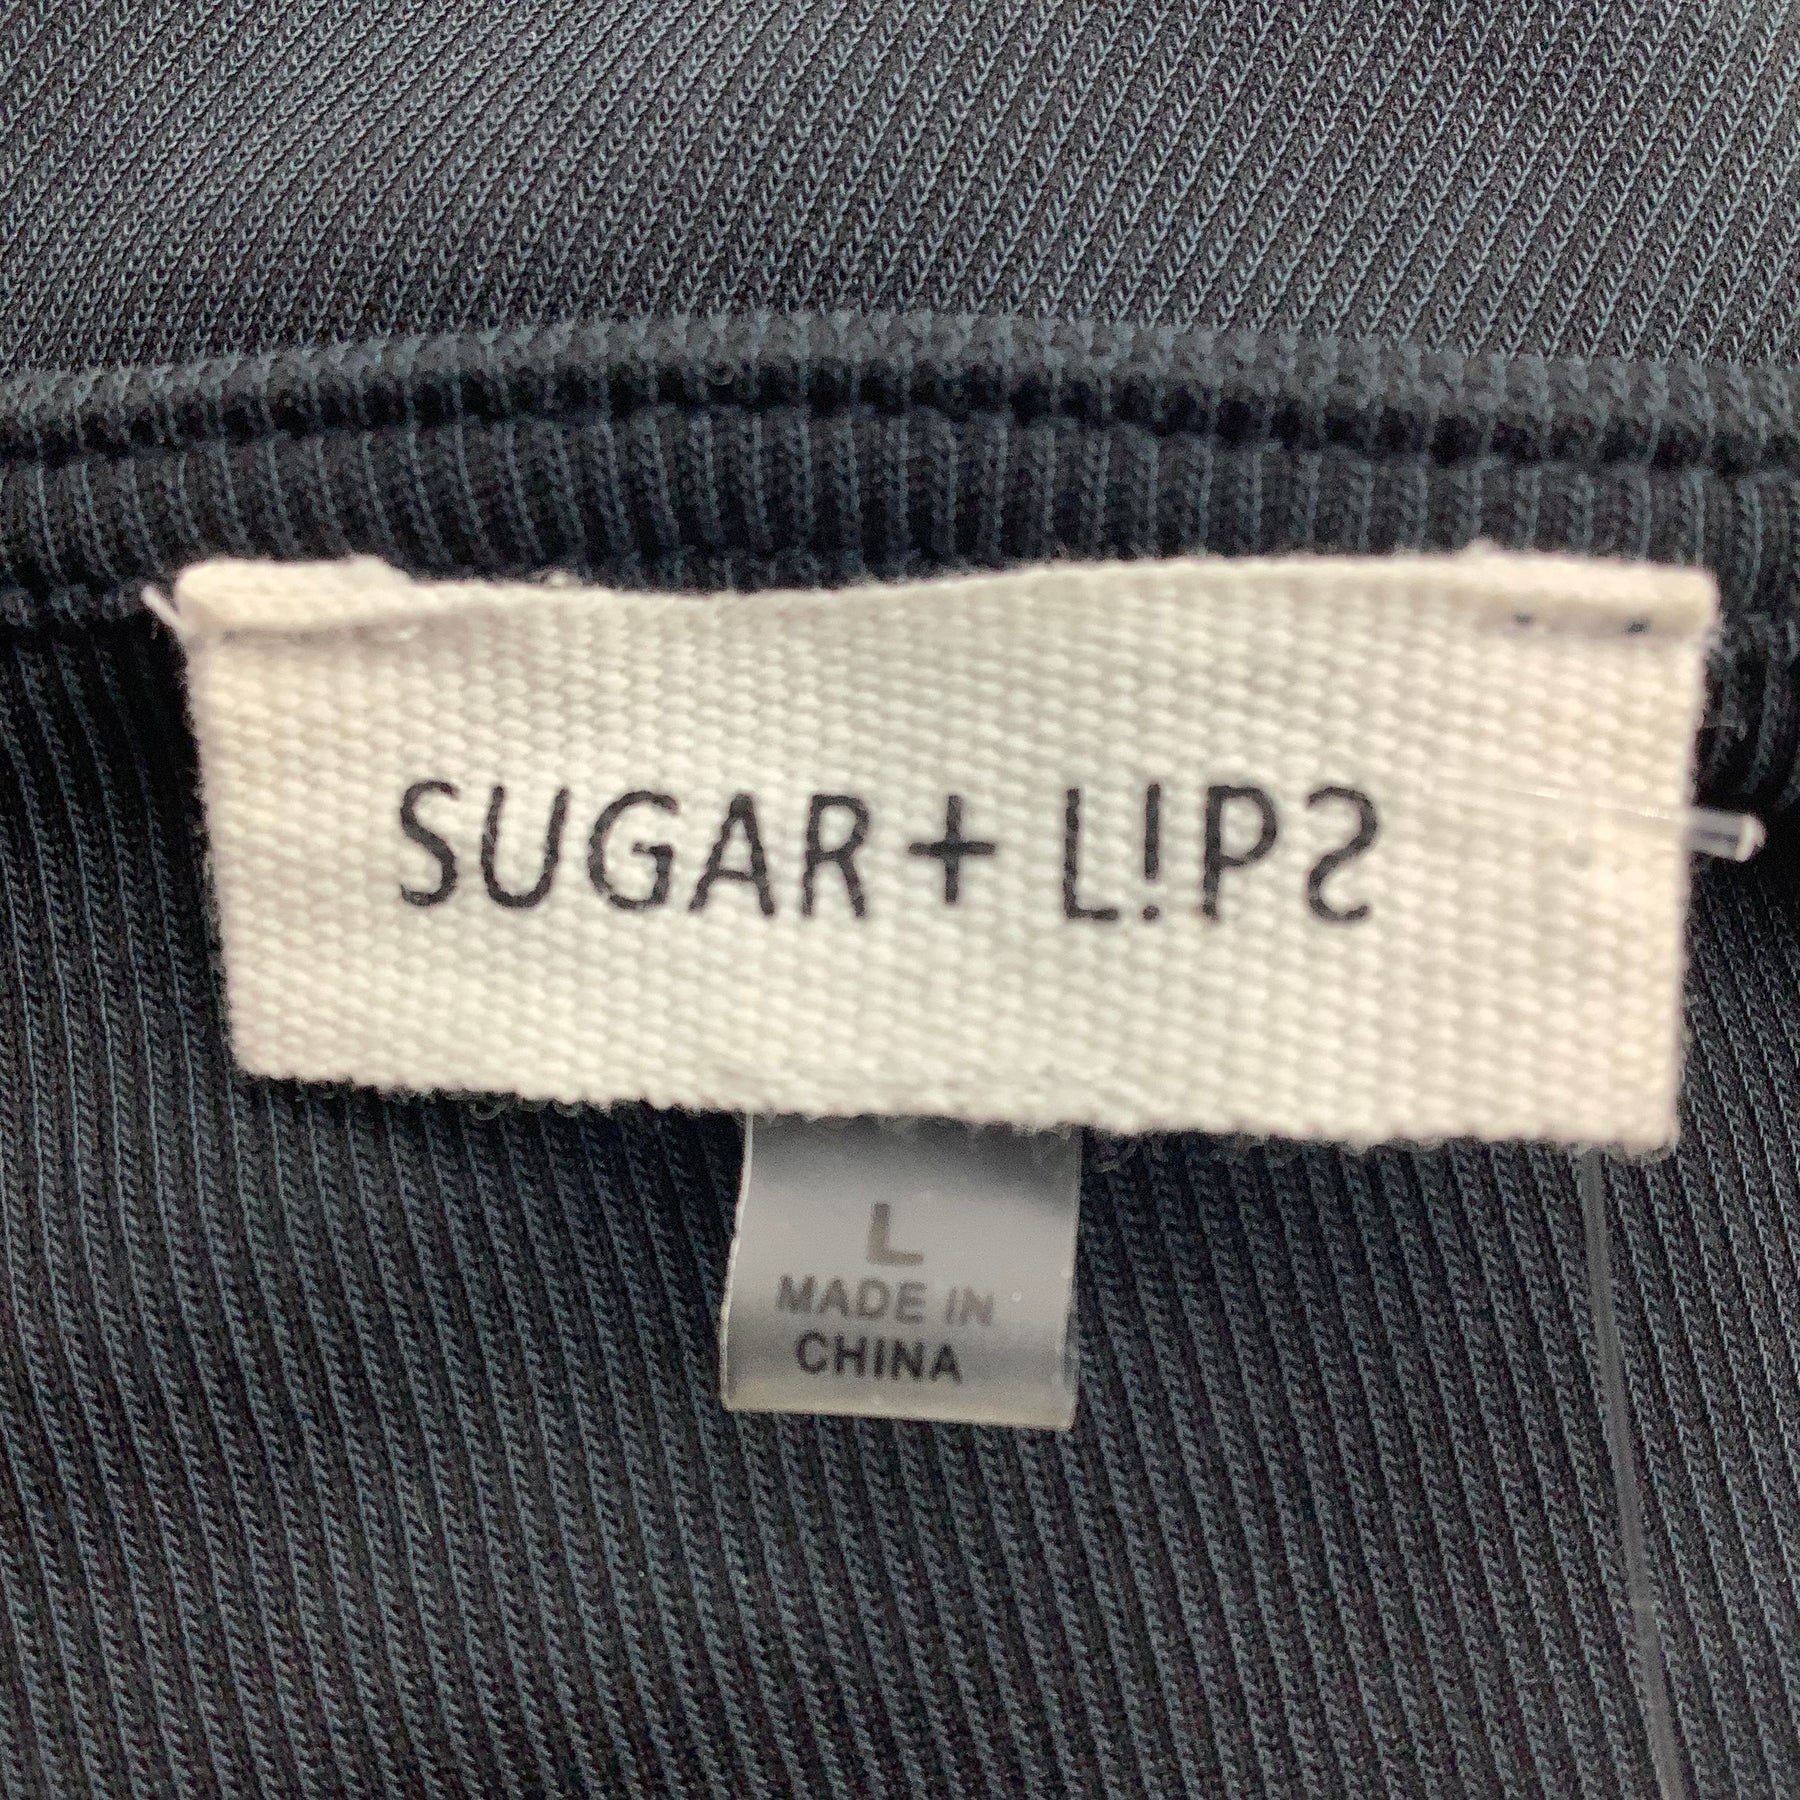 SUGAR + L!PS
L
MADE IN
CHINA